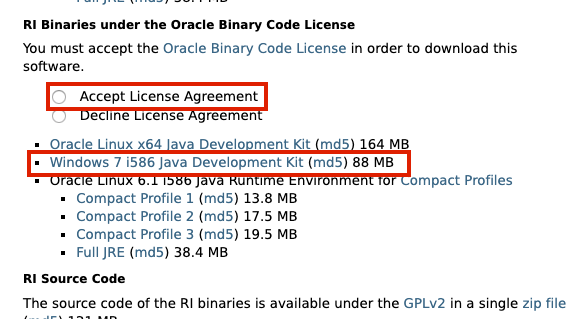 Full JRE (md5) 38.4 MB
RI Binaries under the Oracle Binary Code License
You must accept the Oracle Binary Code License in order to download this
software.
Accept License Agreement
Decline License Agreement
Oracle Linux x64 Java Development Kit (md5) 164 MB
Windows 7 i586 Java Development Kit (md5) 88 MB
Oracle Linux 6.1 i586 Java Runtime Environment for Compact Profiles
Compact Profile 1 (md5) 13.8 MB
Compact Profile 2 (md5) 17.5 MB
Compact Profile 3 (md5) 19.5 MB
Full JRE (md5) 38.4 MB
RI Source Code
The source code of the RI binaries is available under the GPLv2 in a single zip file
(md5) 121 MB